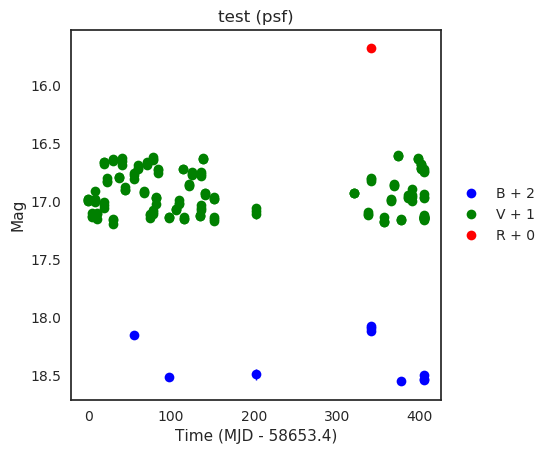 test (psf)
Mag
16.0
16.5
17.0
17.5
18.0
18.5
0
100
200
300
400
Time (MJD - 58653.4)
B + 2
V + 1
R + 0